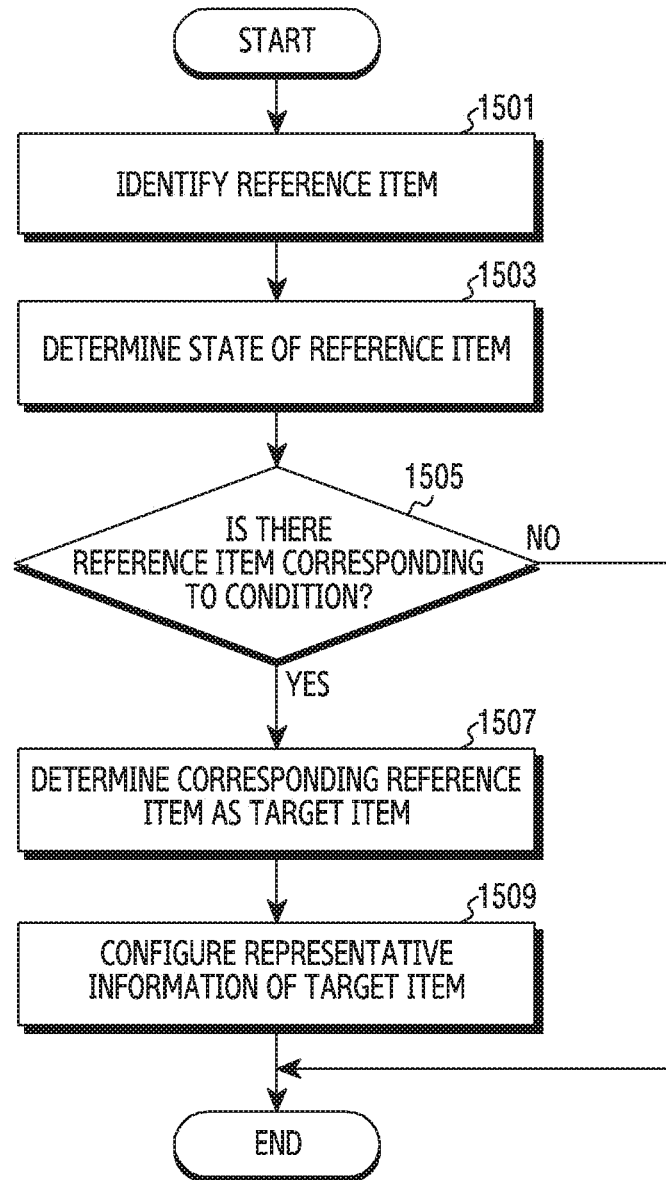 START
1501
IDENTIFY REFERENCE ITEM
1503
DETERMINE STATE OF REFERENCE ITEM
1505
IS THERE
REFERENCE ITEM CORRESPONDING
TO CONDITION?
NO
YES
1507
DETERMINE CORRESPONDING REFERENCE
ITEM AS TARGET ITEM
1509
CONFIGURE REPRESENTATIVE
INFORMATION OF TARGET ITEM
END